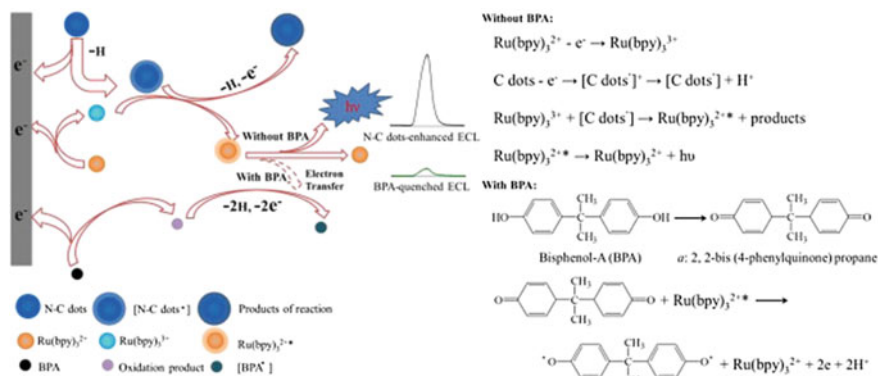 e⁻
-H
-H, -e⁻
hν
N-C dots-enhanced ECL
e⁻
Without BPA
With BPA
Electron
Transfer
BPA-quenched ECL
e⁻
-2H, -2e⁻
N-C dots
[N-C dots•]
Products of reaction
Ru(bpy)₃²⁺
Ru(bpy)₃³⁺
Ru(bpy)₃²⁺*
BPA
Oxidation product
[BPA•]
Without BPA:
Ru(bpy)₃²⁺ - e⁻ → Ru(bpy)₃³⁺
C dots - e⁻ → [C dots•]⁺ → [C dots•] + H⁺
Ru(bpy)₃³⁺ + [C dots•] → Ru(bpy)₃²⁺* + products
Ru(bpy)₃²⁺* → Ru(bpy)₃²⁺ + hυ
With BPA:
CH₃
HO C OH
CH₃
CH₃
O C O
CH₃
Bisphenol-A (BPA)
a: 2, 2-bis (4-phenylquinone) propane
CH₃
O C O + Ru(bpy)₃²⁺* →
CH₃
CH₃
•O C O• + Ru(bpy)₃²⁺ + 2e + 2H⁺
CH₃